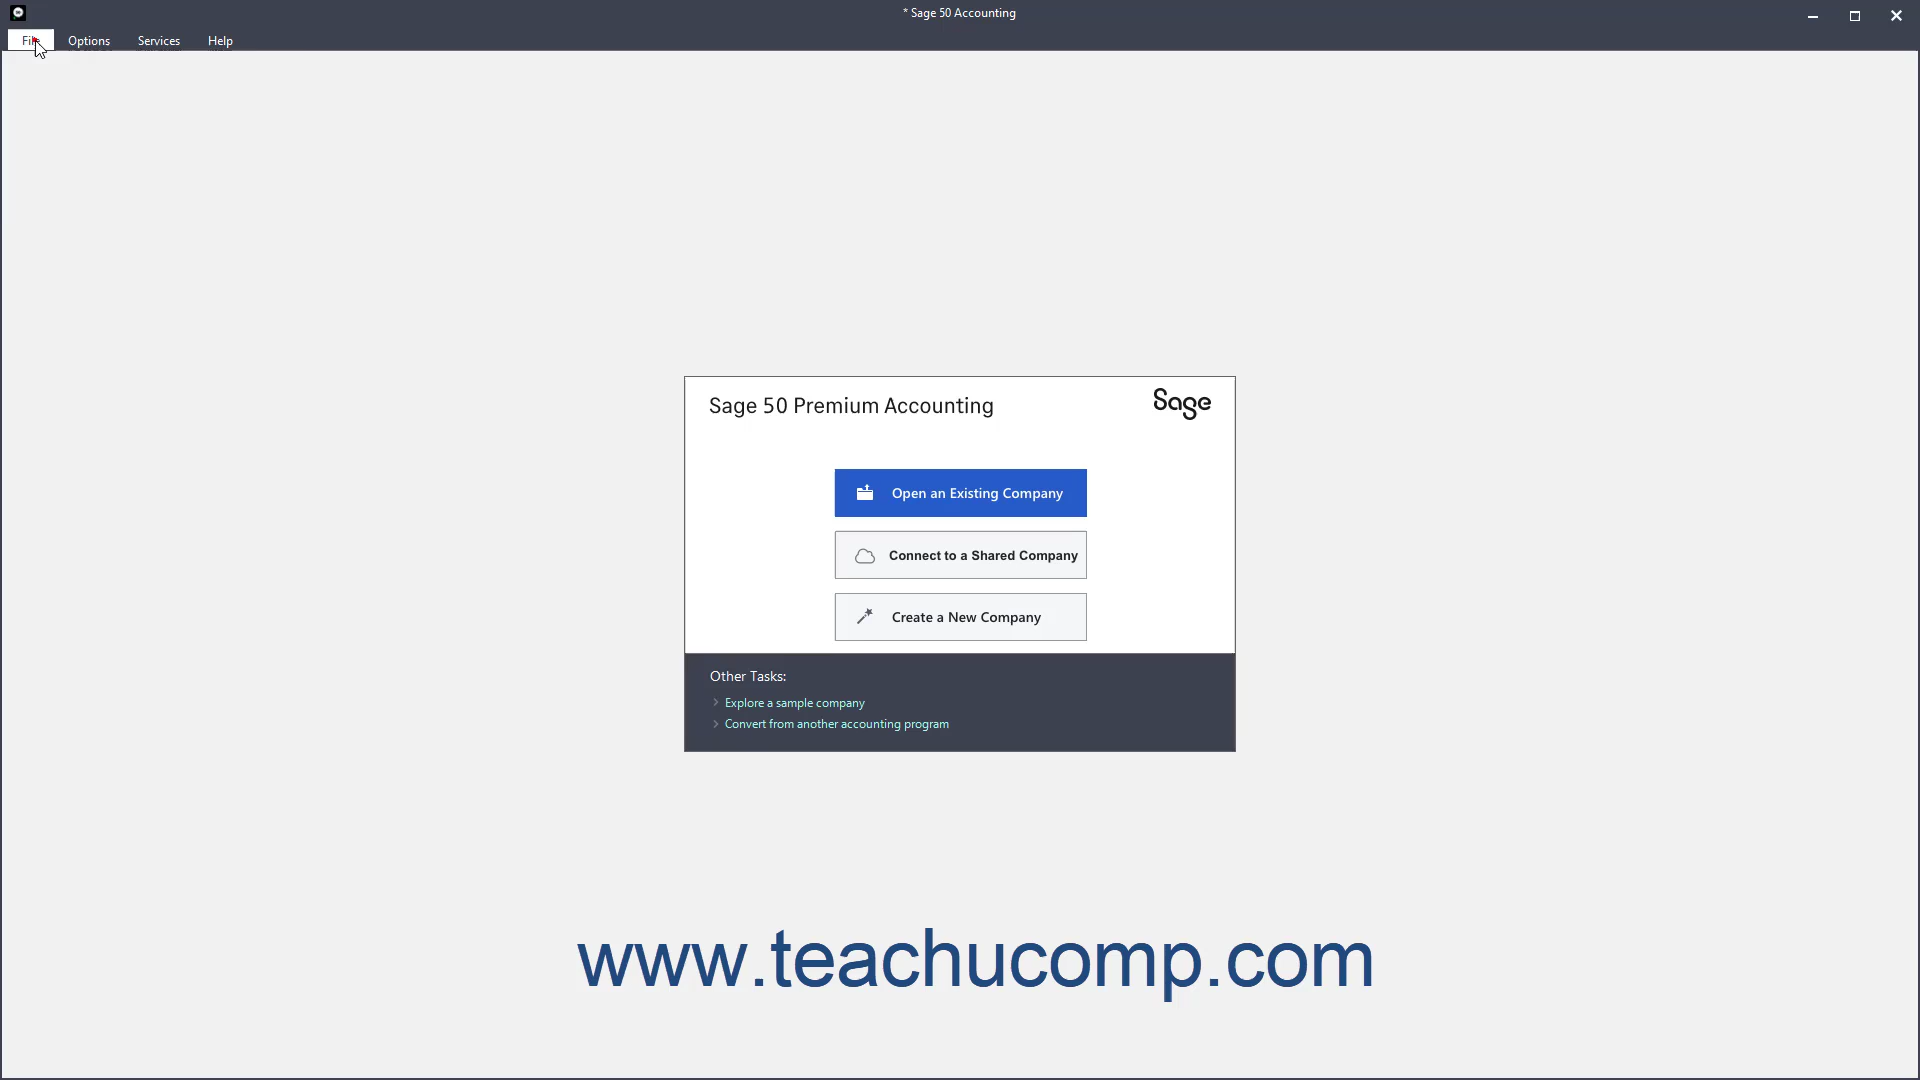 * Sage 50 Accounting
File Options Services Help
Sage 50 Premium Accounting
Sage
Open an Existing Company
Connect to a Shared Company
Create a New Company
Other Tasks:
Explore a sample company
Convert from another accounting program
www.teachucomp.com